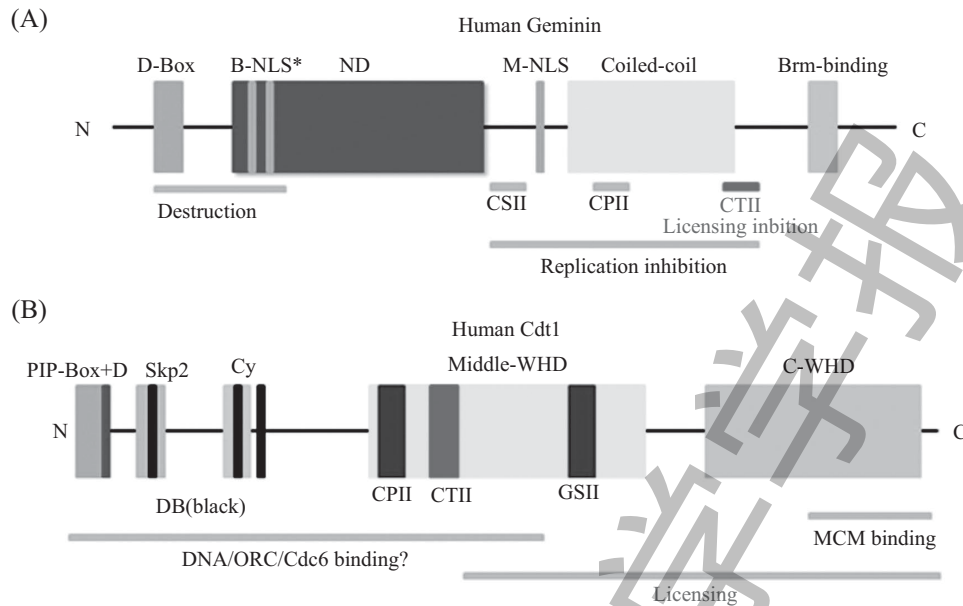 (A)
Human Geminin
D-Box B-NLS* ND M-NLS Coiled-coil Brm-binding
N C
Destruction CSII CPII CTII
Licensing inbition
Replication inhibition
(B)
Human Cdt1
PIP-Box+D Skp2 Cy Middle-WHD C-WHD
N C
CPII CTII GSII
DB(black)
MCM binding
DNA/ORC/Cdc6 binding?
Licensing
学报